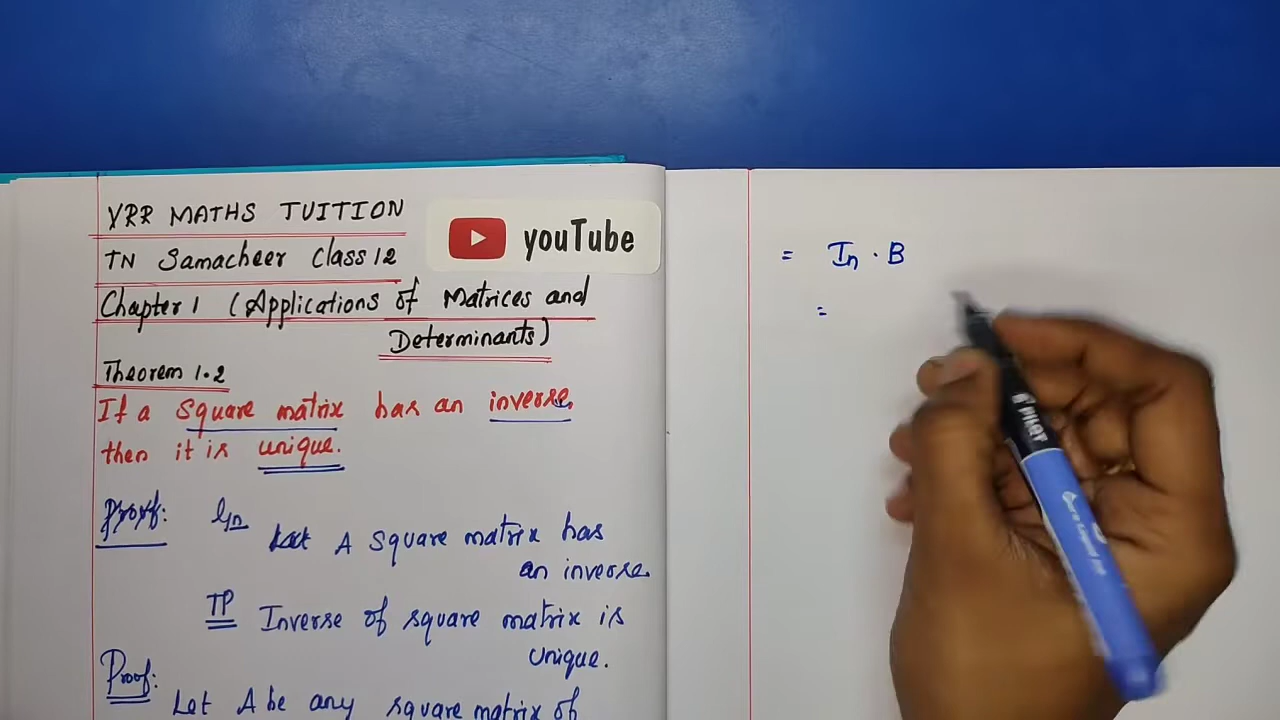 YRR MATHS TUITION
TN Samacheer Class 12
Chapter 1 (Applications of Matrices and
Determinants)
Theorem 1.2
If a square matrix has an inverse,
then it is unique.
Proof: Gn
A square matrix has
an inverse.
TP Inverse of square matrix is
unique.
Proof:
Let A be any square matrix of
youTube
= In · B
=
PILOT